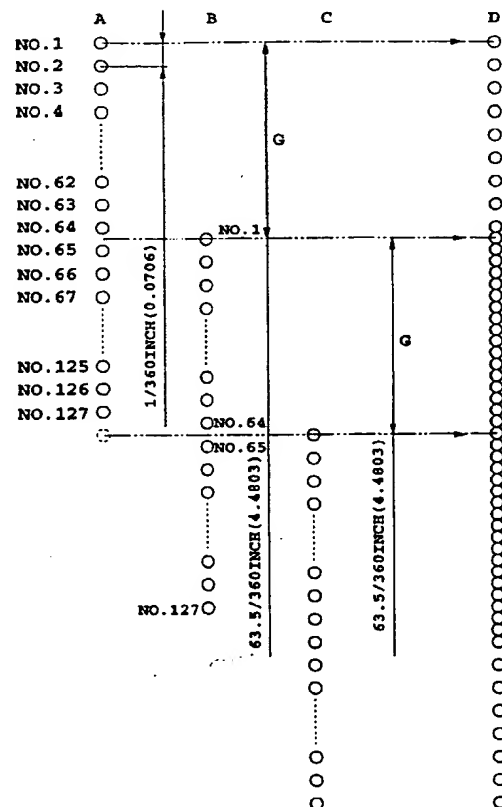 A B C D
NO.1
NO.2
NO.3
NO.4
G
NO.62
NO.63
NO.64
NO.1
NO.65
NO.66
NO.67
1/360INCH(0.0706)
G
NO.125
NO.126
NO.127
NO.64
NO.65
63.5/360INCH(4.4803)
63.5/360INCH(4.4803)
NO.127